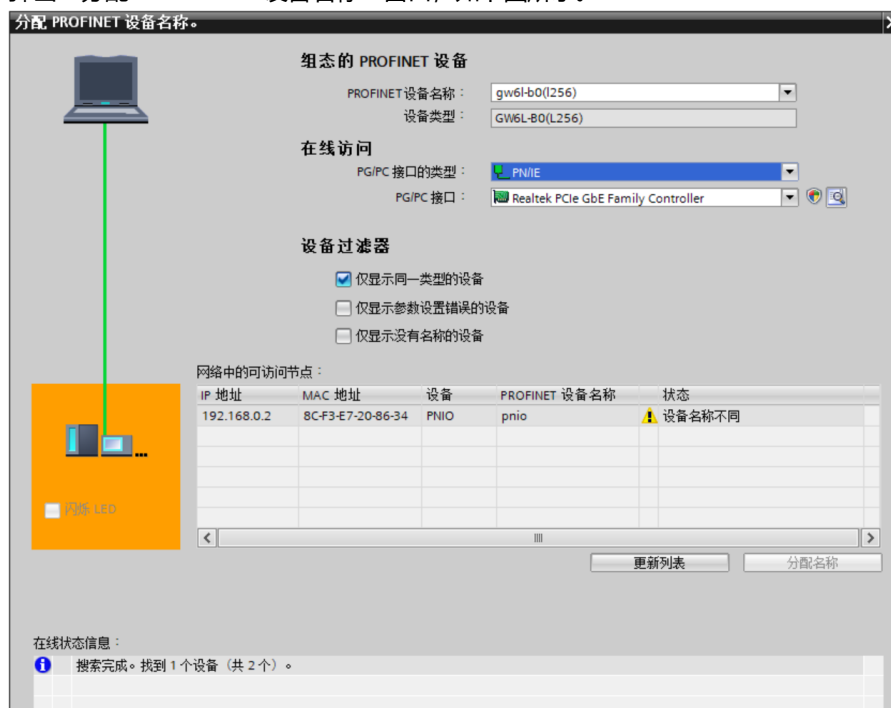 分配 PROFINET 设备名称。
组态的 PROFINET 设备
PROFINET设备名称：
gw6l-b0(l256)
设备类型：
GW6L-B0(L256)
在线访问
PG/PC 接口的类型：
PN/IE
PG/PC 接口：
Realtek PCIe GbE Family Controller
设备过滤器
仅显示同一类型的设备
仅显示参数设置错误的设备
仅显示没有名称的设备
网络中的可访问节点：
IP 地址 MAC 地址 设备 PROFINET 设备名称 状态
192.168.0.2 8C-F3-E7-20-86-34 PNIO pnio 设备名称不同
闪烁 LED
更新列表 分配名称
在线状态信息：
搜索完成。找到 1 个设备（共 2 个）。